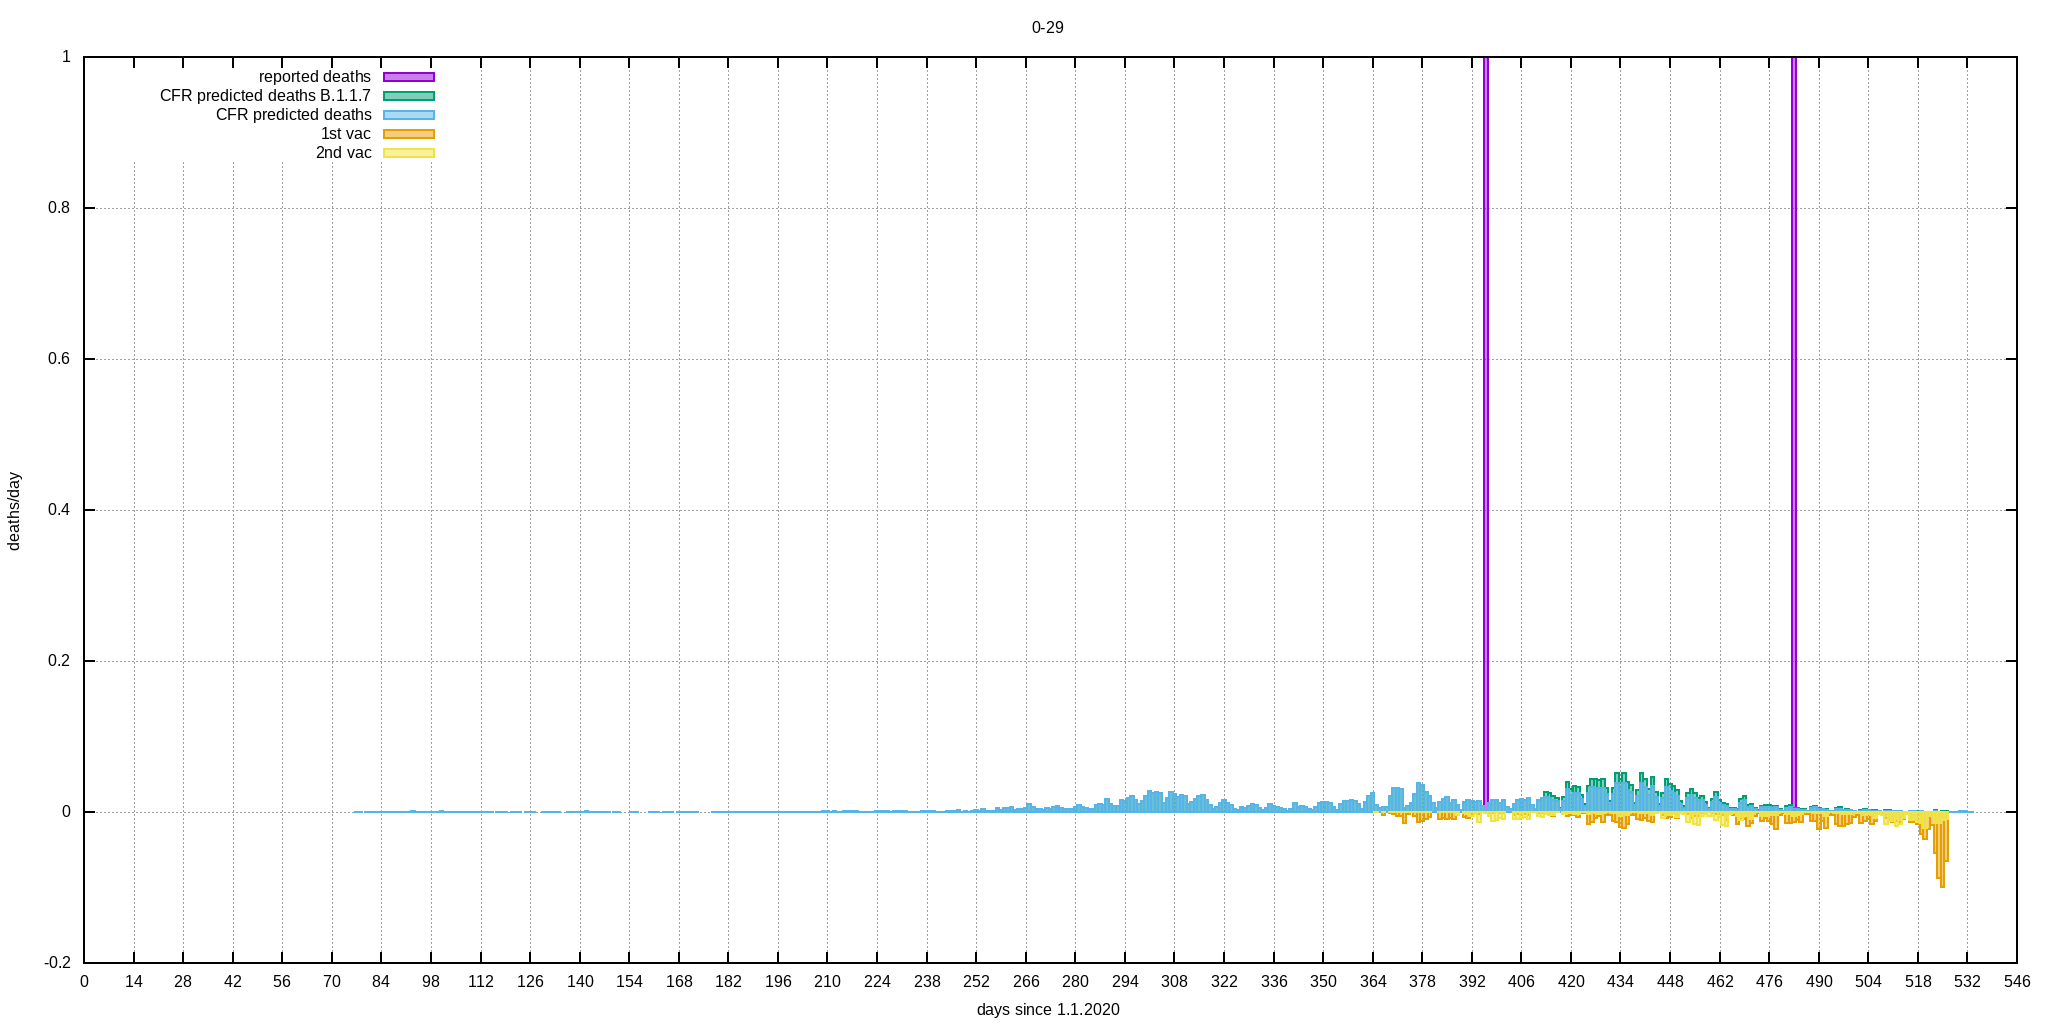 0-29
1
reported deaths
CFR predicted deaths B.1.1.7
CFR predicted deaths
1st vac
2nd vac
0.8
0.6
0.4
0.2
0
-0.2
deaths/day
0 14 28 42 56 70 84 98 112 126 140 154 168 182 196 210 224 238 252 266 280 294 308 322 336 350 364 378 392 406 420 434 448 462 476 490 504 518 532 546
days since 1.1.2020